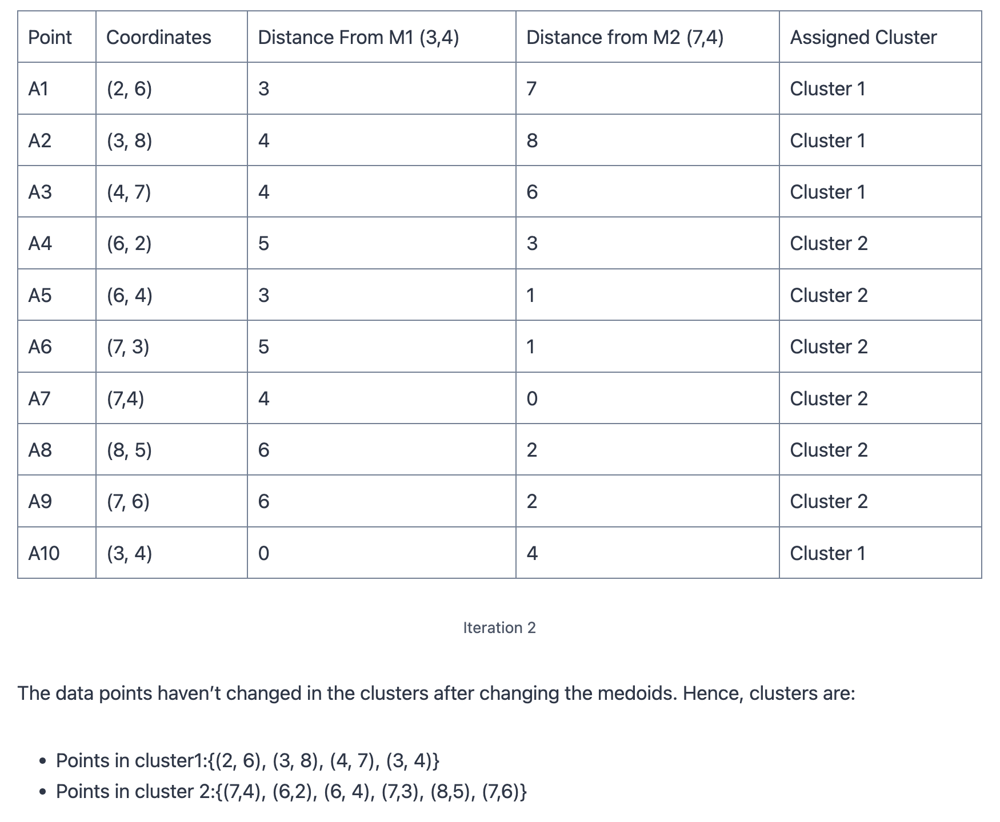 Point Coordinates Distance From M1 (3,4) Distance from M2 (7,4) Assigned Cluster
A1 (2, 6) 3 7 Cluster 1
A2 (3, 8) 4 8 Cluster 1
A3 (4, 7) 4 6 Cluster 1
A4 (6, 2) 5 3 Cluster 2
A5 (6, 4) 3 1 Cluster 2
A6 (7, 3) 5 1 Cluster 2
A7 (7,4) 4 0 Cluster 2
A8 (8, 5) 6 2 Cluster 2
A9 (7, 6) 6 2 Cluster 2
A10 (3, 4) 0 4 Cluster 1
Iteration 2
The data points haven’t changed in the clusters after changing the medoids. Hence, clusters are:
• Points in cluster1:{(2, 6), (3, 8), (4, 7), (3, 4)}
• Points in cluster 2:{(7,4), (6,2), (6, 4), (7,3), (8,5), (7,6)}